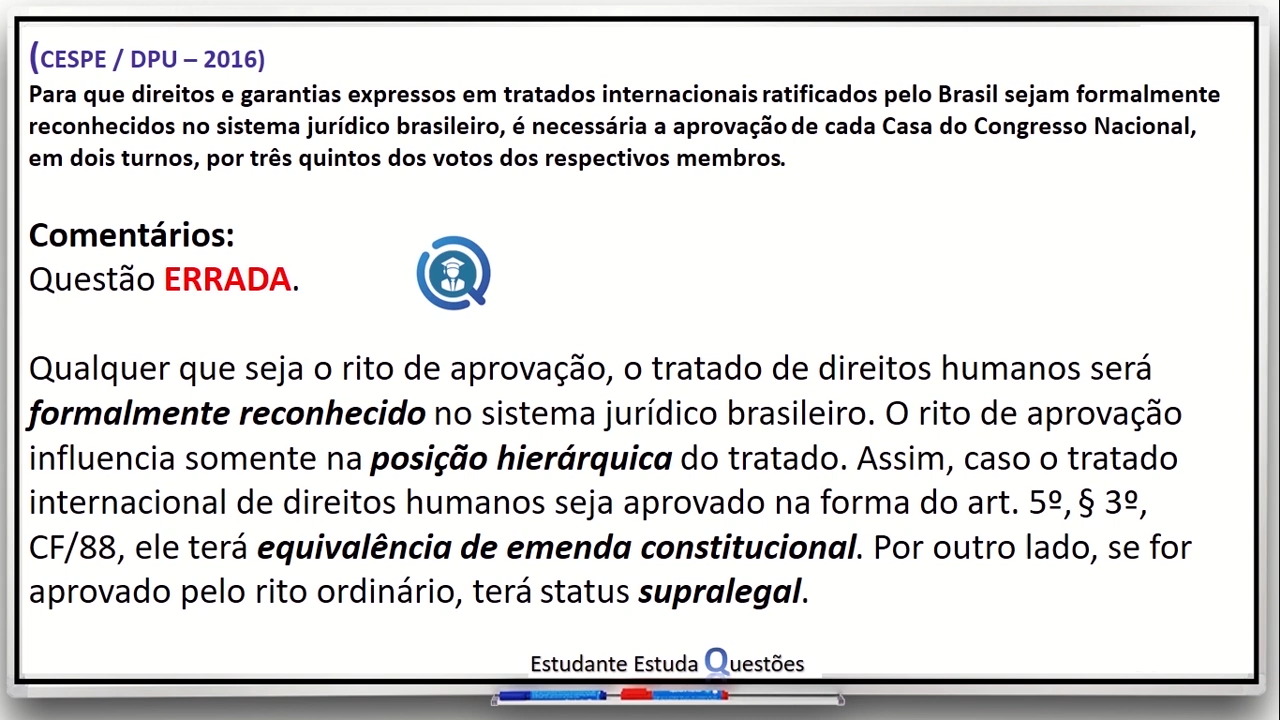 (CESPE / DPU – 2016)
Para que direitos e garantias expressos em tratados internacionais ratificados pelo Brasil sejam formalmente
reconhecidos no sistema jurídico brasileiro, é necessária a aprovação de cada Casa do Congresso Nacional,
em dois turnos, por três quintos dos votos dos respectivos membros.
Comentários:
Questão ERRADA.
Qualquer que seja o rito de aprovação, o tratado de direitos humanos será
formalmente reconhecido no sistema jurídico brasileiro. O rito de aprovação
influencia somente na posição hierárquica do tratado. Assim, caso o tratado
internacional de direitos humanos seja aprovado na forma do art. 5º, § 3º,
CF/88, ele terá equivalência de emenda constitucional. Por outro lado, se for
aprovado pelo rito ordinário, terá status supralegal.
Estudante Estuda Questões